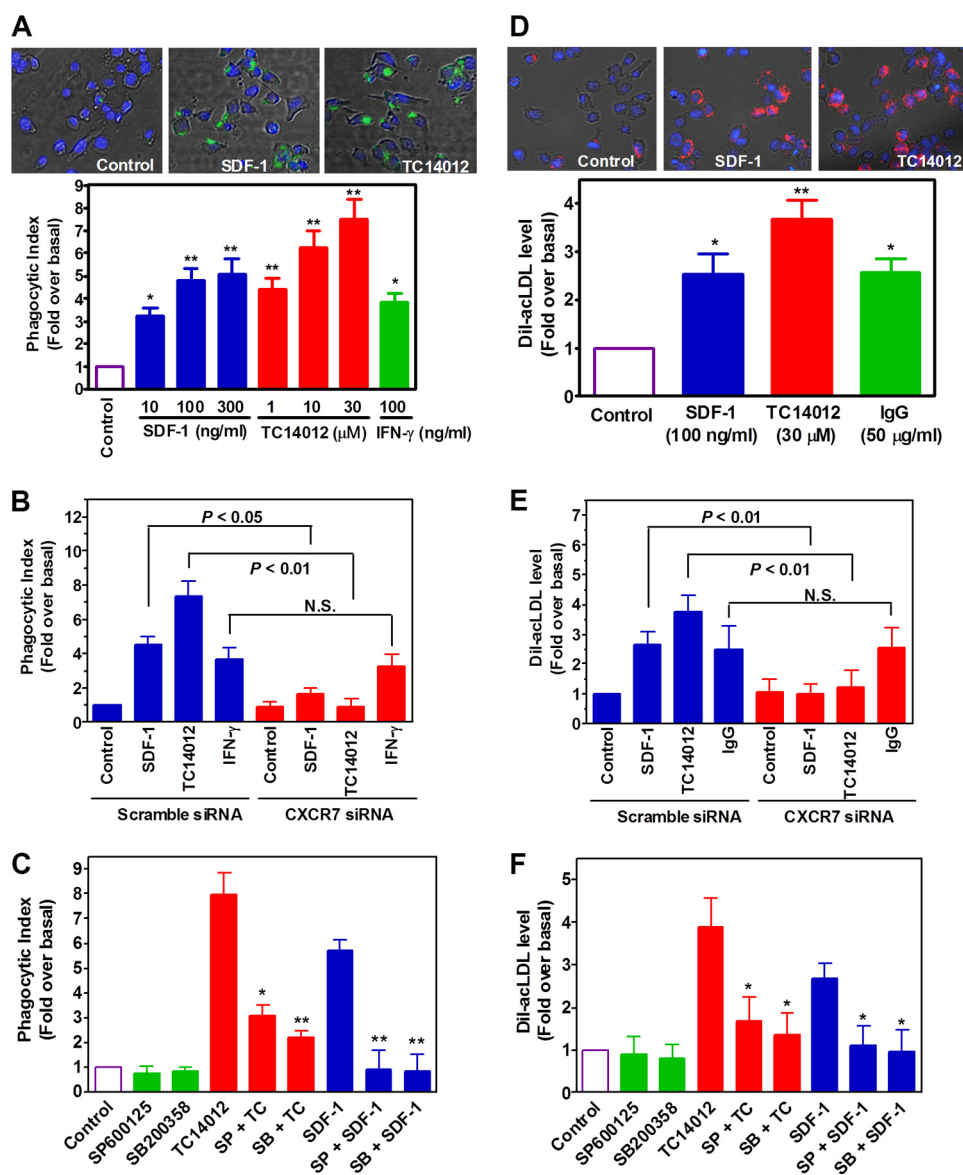 A
Control
SDF-1
TC14012
Phagocytic Index
(Fold over basal)
9
8
7
6
5
4
3
2
1
0
*
**
**
**
**
**
*
Control
10
100
300
1
10
30
100
SDF-1 (ng/ml)
TC14012 (μM)
IFN-γ (ng/ml)
D
Control
SDF-1
TC14012
Dil-acLDL level
(Fold over basal)
4
3
2
1
0
*
**
*
Control
SDF-1
(100 ng/ml)
TC14012
(30 μM)
IgG
(50 μg/ml)
B
Phagocytic Index
(Fold over basal)
12
10
8
6
4
2
1
0
P < 0.05
P < 0.01
N.S.
Control
SDF-1
TC14012
IFN-γ
Control
SDF-1
TC14012
IFN-γ
Scramble siRNA
CXCR7 siRNA
E
Dil-acLDL level
(Fold over basal)
7
6
5
4
3
2
1
0
P < 0.01
P < 0.01
N.S.
Control
SDF-1
TC14012
IgG
Control
SDF-1
TC14012
IgG
Scramble siRNA
CXCR7 siRNA
C
Phagocytic Index
(Fold over basal)
9
8
7
6
5
4
3
2
1
0
*
**
**
**
Control
SP600125
SB200358
TC14012
SP + TC
SB + TC
SDF-1
SP + SDF-1
SB + SDF-1
F
Dil-acLDL level
(Fold over basal)
5
4
3
2
1
0
*
*
*
*
Control
SP600125
SB200358
TC14012
SP + TC
SB + TC
SDF-1
SP + SDF-1
SB + SDF-1